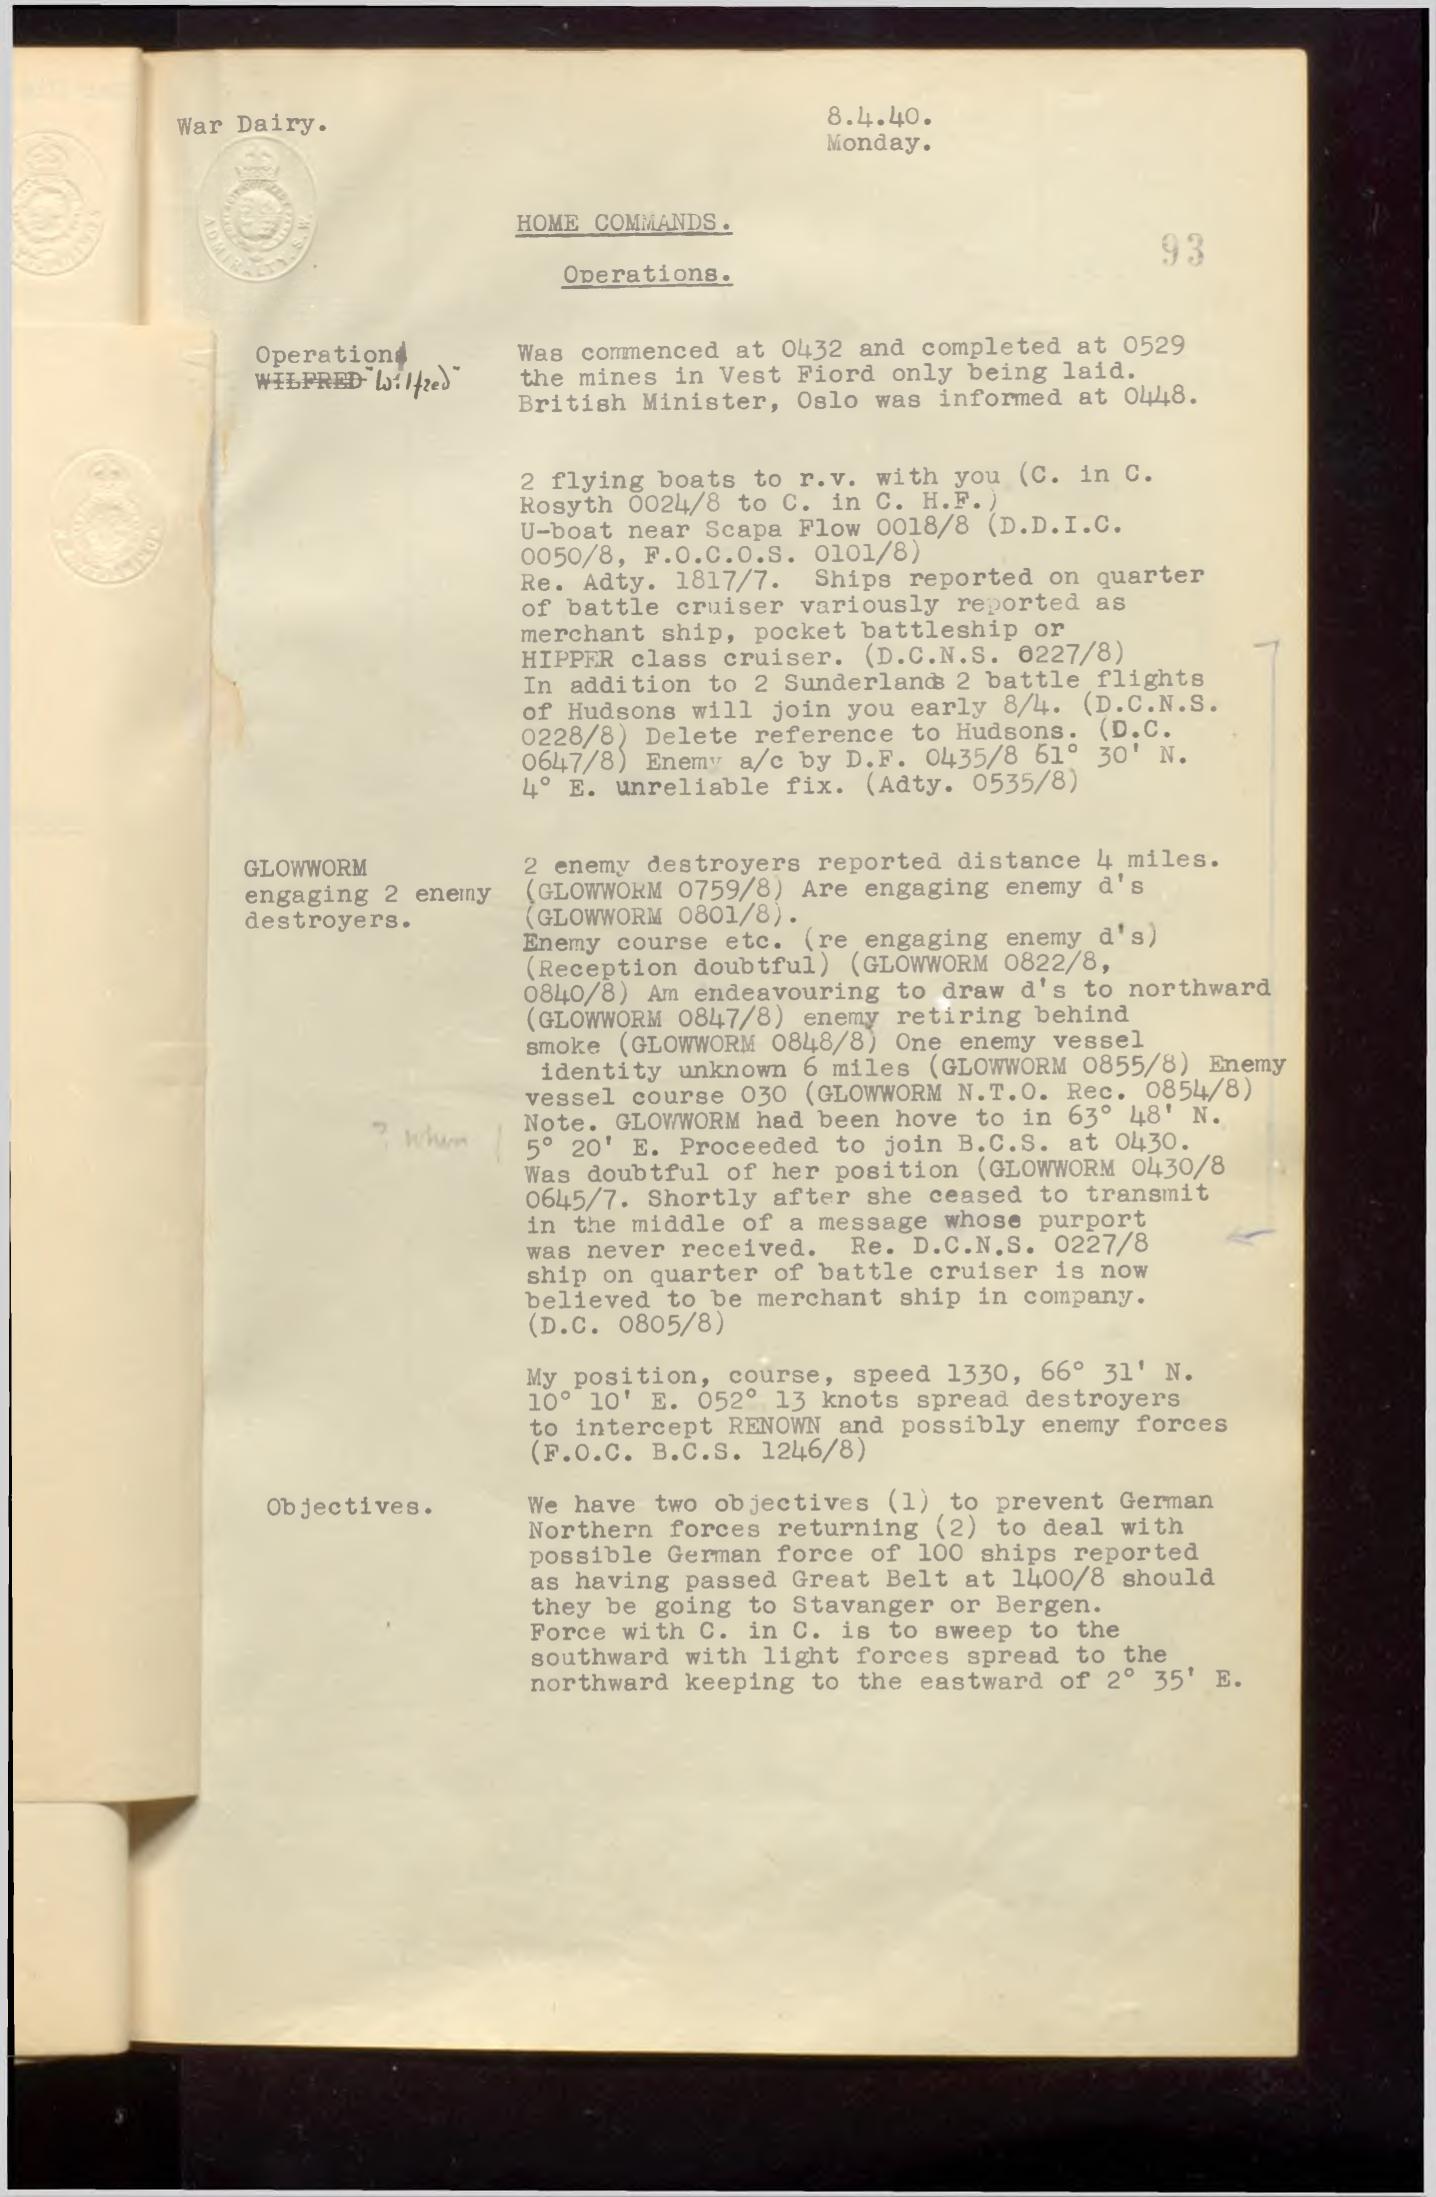 War Dairy.
8.4.40.
Monday.
ADMIRALTY. S.W.
HOME COMMANDS.
93
Operations.
Operation
WILFRED "Wilfred"
Was commenced at 0432 and completed at 0529
the mines in Vest Fiord only being laid.
British Minister, Oslo was informed at 0448.
2 flying boats to r.v. with you (C. in C.
Rosyth 0024/8 to C. in C. H.F.)
U-boat near Scapa Flow 0018/8 (D.D.I.C.
0050/8, F.O.C.O.S. 0101/8)
Re. Adty. 1817/7. Ships reported on quarter
of battle cruiser variously reported as
merchant ship, pocket battleship or
HIPPER class cruiser. (D.C.N.S. 0227/8)
In addition to 2 Sunderlands 2 battle flights
of Hudsons will join you early 8/4. (D.C.N.S.
0228/8) Delete reference to Hudsons. (D.C.
0647/8) Enemy a/c by D.F. 0435/8 61° 30' N.
4° E. unreliable fix. (Adty. 0535/8)
GLOWWORM
engaging 2 enemy
destroyers.
2 enemy destroyers reported distance 4 miles.
(GLOWWORM 0759/8) Are engaging enemy d's
(GLOWWORM 0801/8).
Enemy course etc. (re engaging enemy d's)
(Reception doubtful) (GLOWWORM 0822/8,
0840/8) Am endeavouring to draw d's to northward
(GLOWWORM 0847/8) enemy retiring behind
smoke (GLOWWORM 0848/8) One enemy vessel
identity unknown 6 miles (GLOWWORM 0855/8) Enemy
vessel course 030 (GLOWWORM N.T.O. Rec. 0854/8)
Note. GLOWWORM had been hove to in 63° 48' N.
? when
5° 20' E. Proceeded to join B.C.S. at 0430.
Was doubtful of her position (GLOWWORM 0430/8
0645/7. Shortly after she ceased to transmit
in the middle of a message whose purport
was never received. Re. D.C.N.S. 0227/8
ship on quarter of battle cruiser is now
believed to be merchant ship in company.
(D.C. 0805/8)
My position, course, speed 1330, 66° 31' N.
10° 10' E. 052° 13 knots spread destroyers
to intercept RENOWN and possibly enemy forces
(F.O.C. B.C.S. 1246/8)
Objectives.
We have two objectives (1) to prevent German
Northern forces returning (2) to deal with
possible German force of 100 ships reported
as having passed Great Belt at 1400/8 should
they be going to Stavanger or Bergen.
Force with C. in C. is to sweep to the
southward with light forces spread to the
northward keeping to the eastward of 2° 35' E.